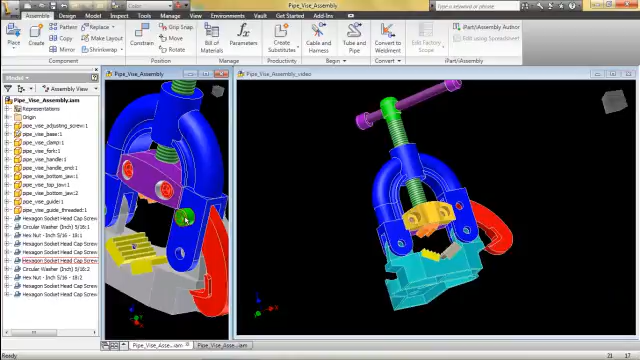 Pipe_Vise_Assembly
Assembly Design Model Inspect Tools Manage View Environments Vault Get Started Add-Ins
Place Pattern Copy Mirror Replace Make Layout Shrinkwrap
Constraint Grip Snap Move Rotate
Bill of Materials Parameters
Create Substitutes Cable and Harness Tube and Pipe
Convert to Weldment Edit Factory Scope
iPart/Assembly Author
Edit using Spreadsheet
Component Position Manage Productivity Begin Convert iPart/Assembly
Model
Assembly View
Pipe_Vise_Assembly.iam
Representations
Origin
pipe_vise_adjusting_screw:1
pipe_vise_base:1
pipe_vise_clamp:1
pipe_vise_fork:1
pipe_vise_handle:1
pipe_vise_handle_end:1
pipe_vise_bottom_jaw:1
pipe_vise_top_jaw:1
pipe_vise_bottom_jaw:2
pipe_vise_guide:1
pipe_vise_guide_threaded:1
Hexagon Socket Head Cap Screw
Circular Washer (Inch) 5/16:1
Hex Nut - Inch 5/16 - 18:1
Hexagon Socket Head Cap Screw
Hexagon Socket Head Cap Screw
Hexagon Socket Head Cap Screw
Circular Washer (Inch) 5/16:2
Hex Nut - Inch 5/16 - 18:2
Hexagon Socket Head Cap Screw
Hexagon Socket Head Cap Screw
Pipe_Vise_Assembly
Pipe_Vise_Assembly_video
Pipe_Vise_Asse...iam
Pipe_Vise_Asse...iam
Ready
21 17